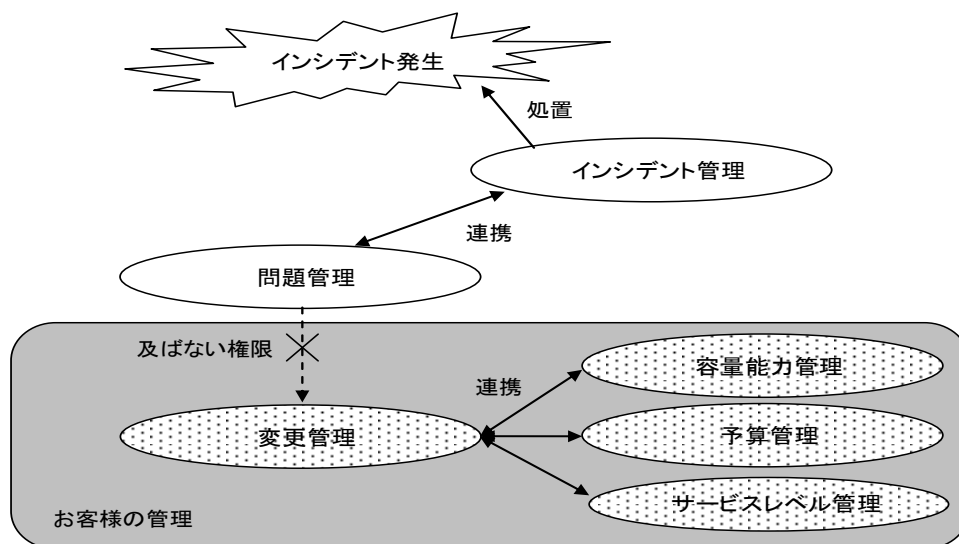 インシデント発生
処置
インシデント管理
連携
問題管理
及ばない権限
容量能力管理
連携
変更管理
予算管理
サービスレベル管理
お客様の管理